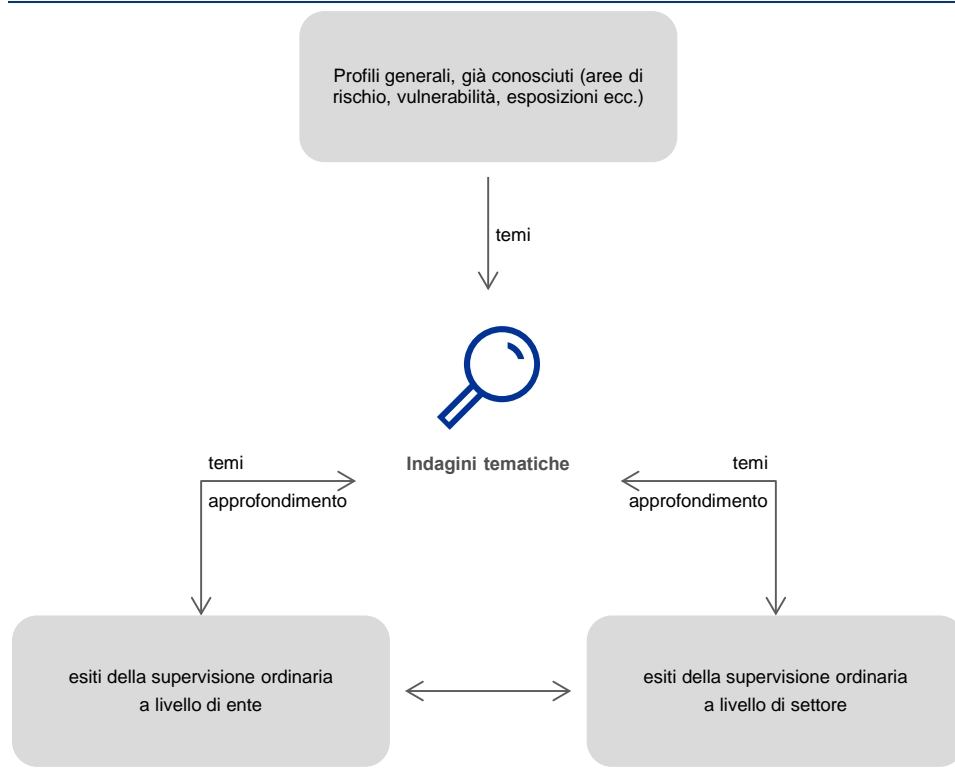 Profili generali, già conosciuti (aree di
rischio, vulnerabilità, esposizioni ecc.)
temi
Indagini tematiche
temi
approfondimento
temi
approfondimento
esiti della supervisione ordinaria
a livello di ente
esiti della supervisione ordinaria
a livello di settore